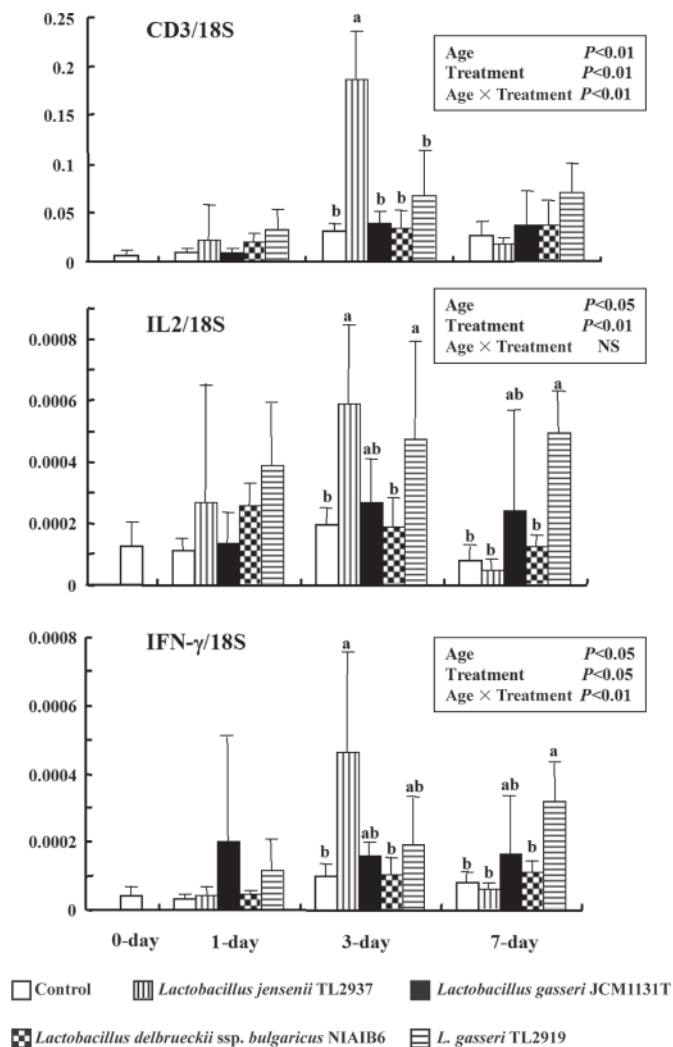 CD3/18S
0.25
0.2
0.15
0.1
0.05
0
a
b
b
b
b
Age P<0.01
Treatment P<0.01
Age × Treatment P<0.01
IL2/18S
0.0008
0.0006
0.0004
0.0002
0
a
a
b
ab
b
ab
a
b
b
b
Age P<0.05
Treatment P<0.01
Age × Treatment NS
IFN-γ/18S
0.0008
0.0006
0.0004
0.0002
0
a
b
ab
b
ab
b
b
ab
b
a
Age P<0.05
Treatment P<0.05
Age × Treatment P<0.01
0-day 1-day 3-day 7-day
Control Lactobacillus jensenii TL2937 Lactobacillus gasseri JCM1131T
Lactobacillus delbrueckii ssp. bulgaricus NIAIB6 L. gasseri TL2919